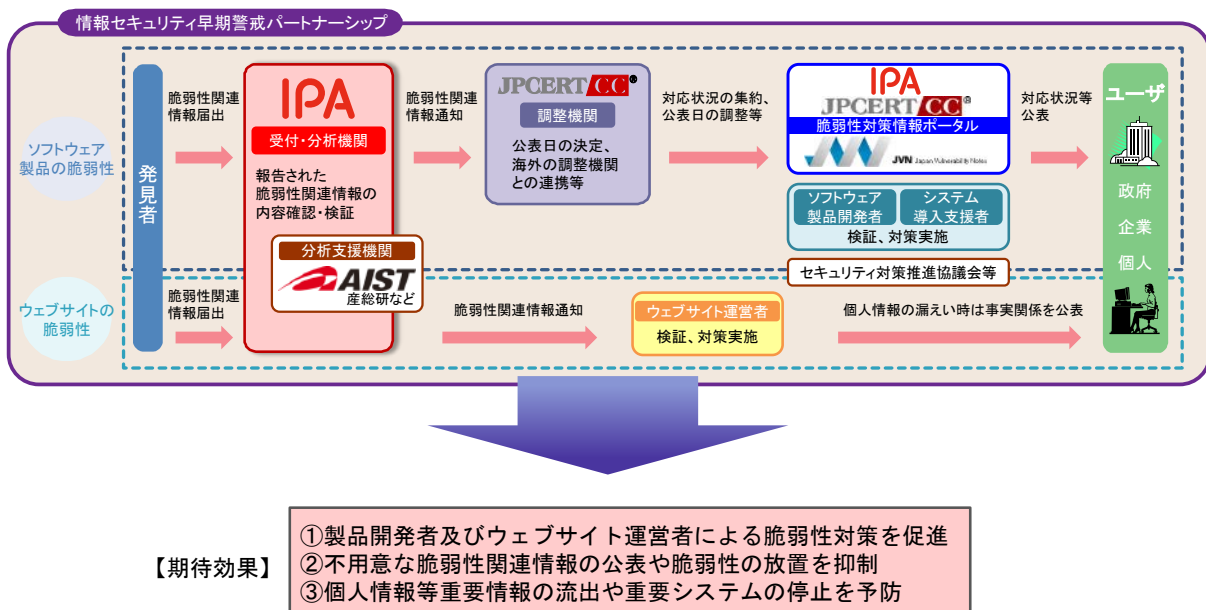 情報セキュリティ早期警戒パートナーシップ
ソフトウェア
製品の脆弱性
発見者
脆弱性関連
情報届出
IPA
受付・分析機関
報告された
脆弱性関連情報の
内容確認・検証
分析支援機関
AIST
産総研など
脆弱性関連
情報通知
JPCERT CC®
調整機関
公表日の決定、
海外の調整機関
との連携等
対応状況の集約、
公表日の調整等
IPA
JPCERT CC®
脆弱性対策情報ポータル
JVN Japan Vulnerability Notes
ソフトウェア
製品開発者
システム
導入支援者
検証、対策実施
セキュリティ対策推進協議会等
対応状況等
公表
ユーザ
政府
企業
個人
ウェブサイトの
脆弱性
脆弱性関連
情報届出
脆弱性関連情報通知
ウェブサイト運営者
検証、対策実施
個人情報の漏えい時は事実関係を公表
【期待効果】
①製品開発者及びウェブサイト運営者による脆弱性対策を促進
②不用意な脆弱性関連情報の公表や脆弱性の放置を抑制
③個人情報等重要情報の流出や重要システムの停止を予防